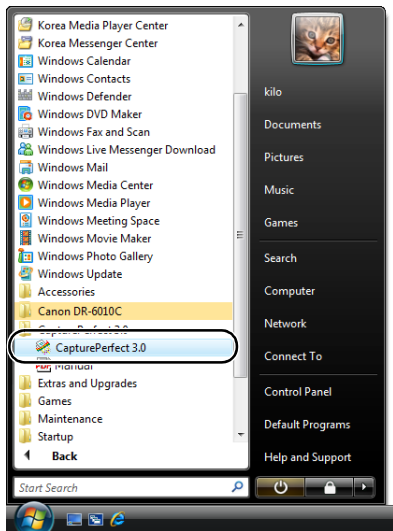 Korea Media Player Center
Korea Messenger Center
Windows Calendar
Windows Contacts
Windows Defender
Windows DVD Maker
Windows Fax and Scan
Windows Live Messenger Download
Windows Mail
Windows Media Center
Windows Media Player
Windows Meeting Space
Windows Movie Maker
Windows Photo Gallery
Windows Update
Accessories
Canon DR-6010C
CapturePerfect 3.0
CapturePerfect 3.0
Manual
Extras and Upgrades
Games
Maintenance
Startup
Back
Start Search
kilo
Documents
Pictures
Music
Games
Search
Computer
Network
Connect To
Control Panel
Default Programs
Help and Support